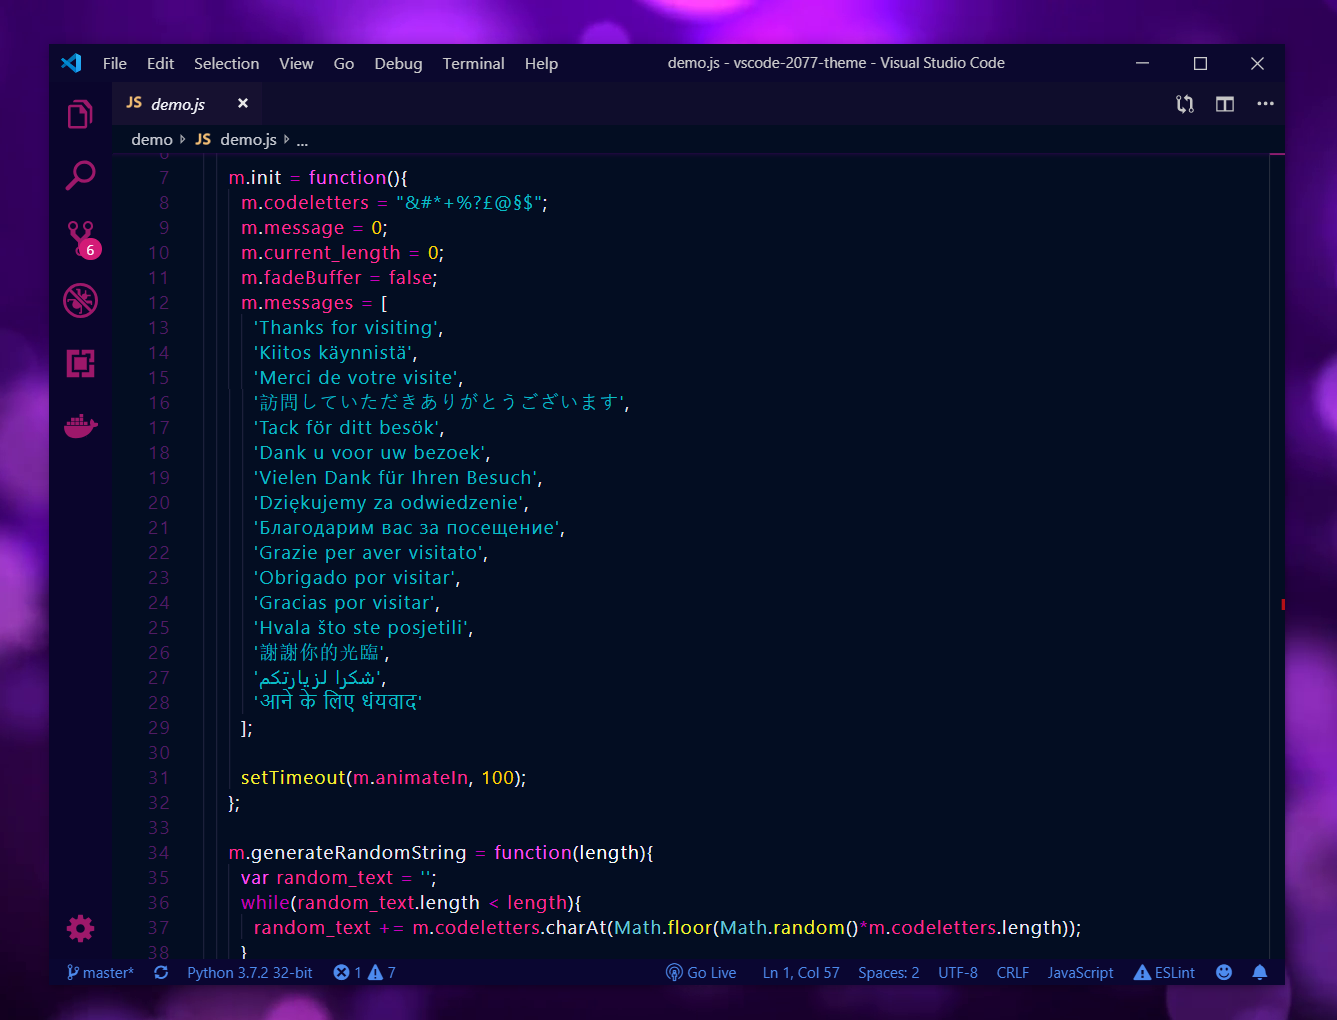 File Edit Selection View Go Debug Terminal Help demo.js - vscode-2077-theme - Visual Studio Code
JS demo.js
demo JS demo.js ...
6
7 m.init = function(){
8 m.codeletters = "&#*+%?£@§$";
9 m.message = 0;
10 m.current_length = 0;
11 m.fadeBuffer = false;
12 m.messages = [
13 'Thanks for visiting',
14 'Kiitos käynnistä',
15 'Merci de votre visite',
16 '訪問していただきありがとうございます',
17 'Tack för ditt besök',
18 'Dank u voor uw bezoek',
19 'Vielen Dank für Ihren Besuch',
20 'Dziękujemy za odwiedzenie',
21 'Благодарим вас за посещение',
22 'Grazie per aver visitato',
23 'Obrigado por visitar',
24 'Gracias por visitar',
25 'Hvala što ste posjetili',
26 '謝謝你的光臨',
27 'شكرا لزيارتكم',
28 'आने के लिए धंयवाद'
29 ];
30
31 setTimeout(m.animateIn, 100);
32 };
33
34 m.generateRandomString = function(length){
35 var random_text = '';
36 while(random_text.length < length){
37 random_text += m.codeletters.charAt(Math.floor(Math.random()*m.codeletters.length));
38 }
6
master* Python 3.7.2 32-bit 1 7 Go Live Ln 1, Col 57 Spaces: 2 UTF-8 CRLF JavaScript ESLint